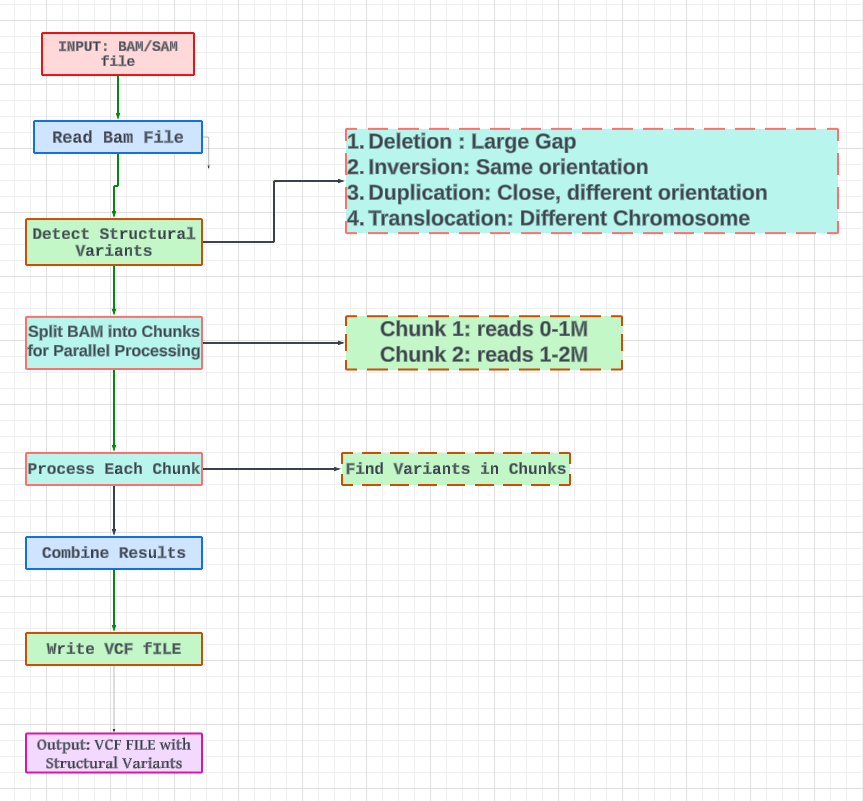 INPUT: BAM/SAM
file
Read Bam File
1. Deletion : Large Gap
2. Inversion: Same orientation
3. Duplication: Close, different orientation
4. Translocation: Different Chromosome
Detect Structural
Variants
Split BAM into Chunks
for Parallel Processing
Chunk 1: reads 0-1M
Chunk 2: reads 1-2M
Process Each Chunk
Find Variants in Chunks
Combine Results
Write VCF fILE
Output: VCF FILE with
Structural Variants